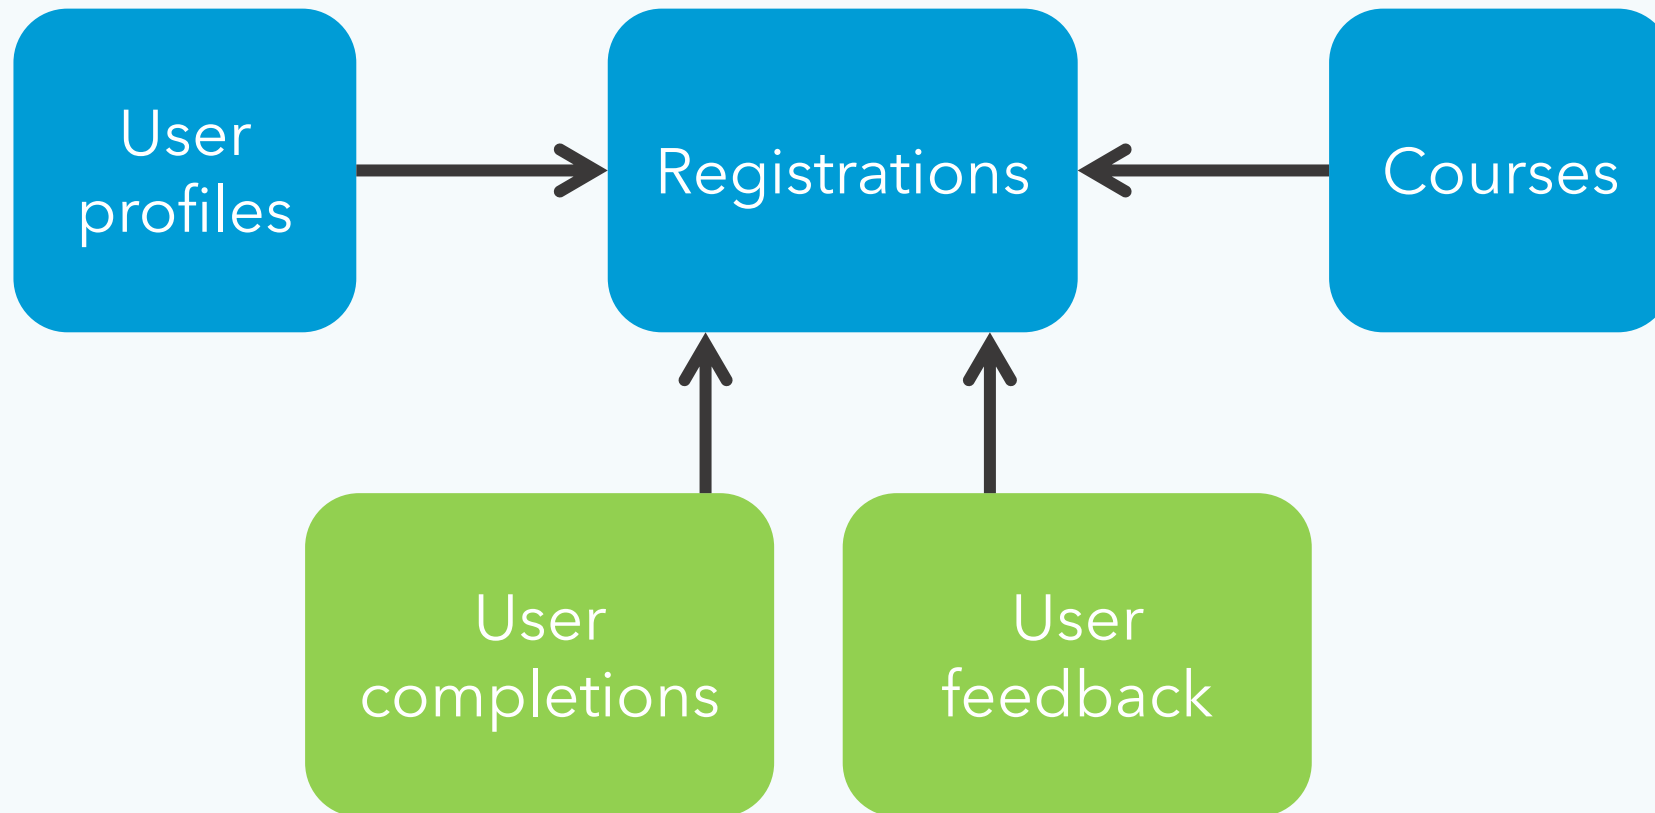 User
profiles
Registrations
Courses
User
completions
User
feedback